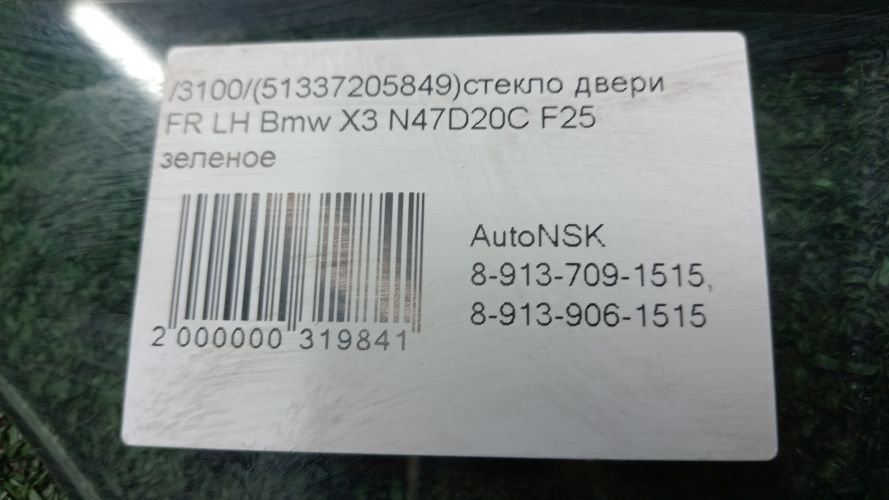 /3100/(51337205849)стекло двери
FR LH Bmw X3 N47D20C F25
зеленое
AutoNSK
8-913-709-1515,
8-913-906-1515
2 000000 319841